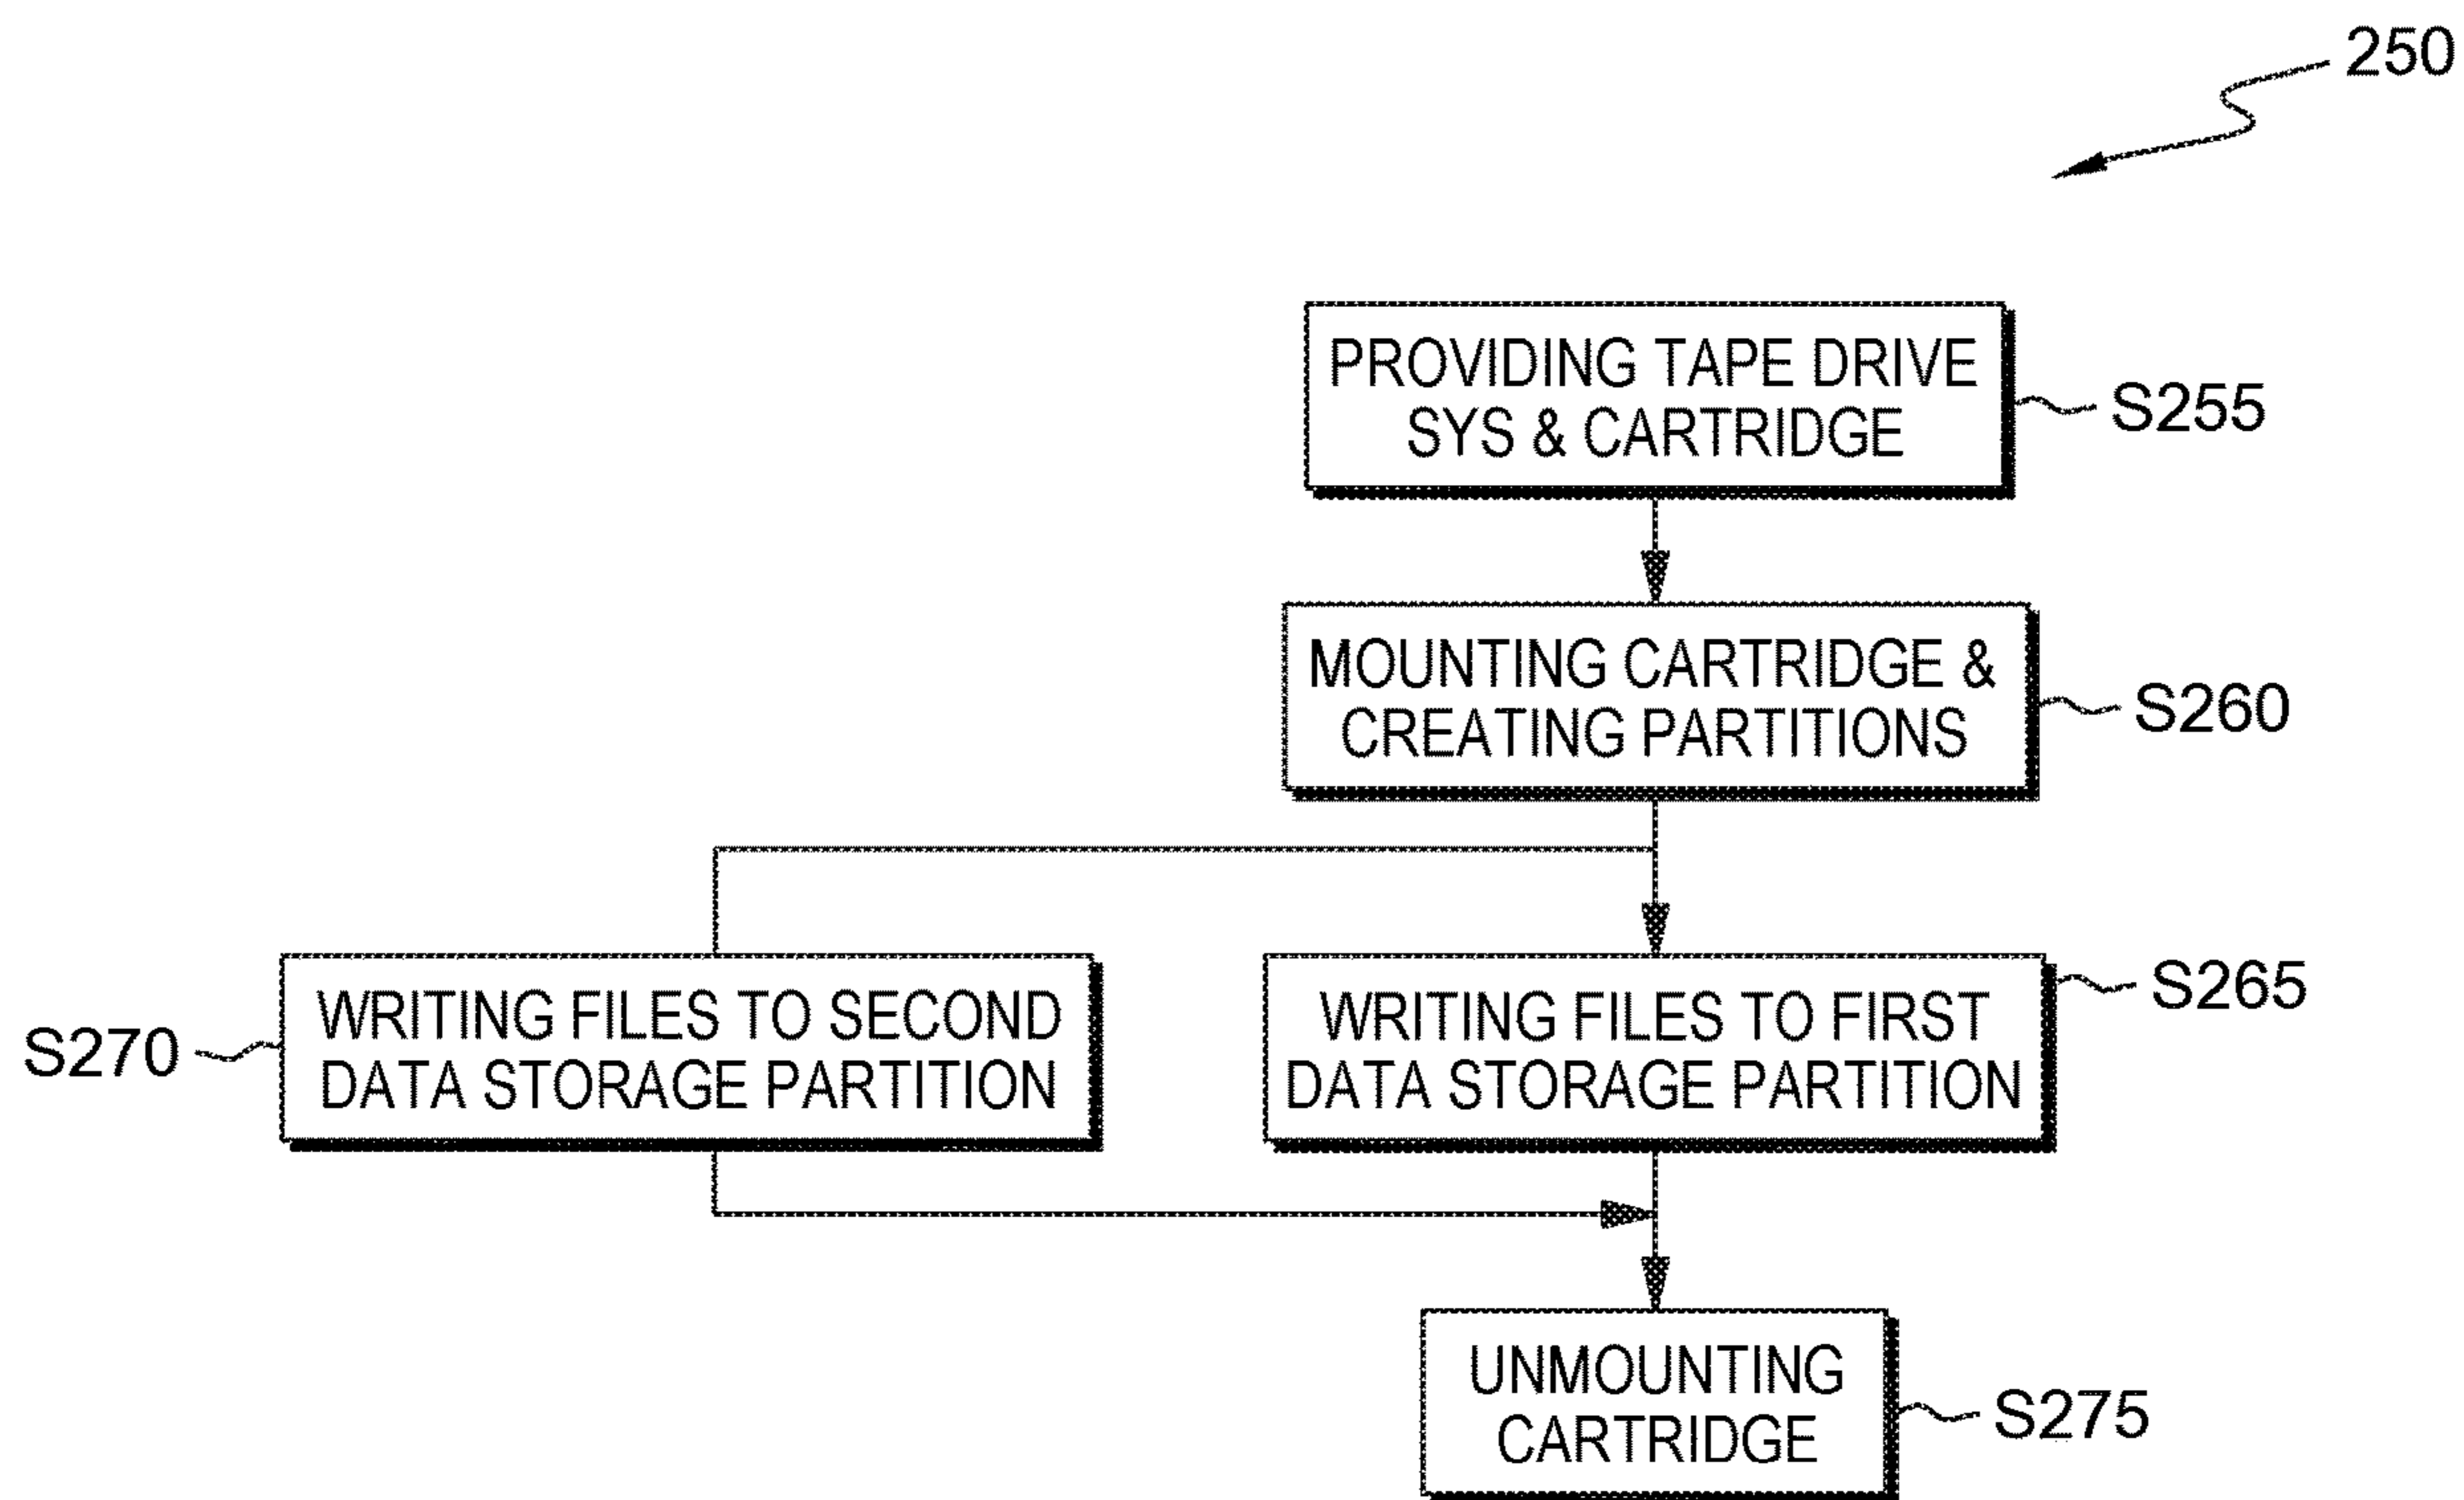 250
PROVIDING TAPE DRIVE
SYS & CARTRIDGE
S255
MOUNTING CARTRIDGE &
CREATING PARTITIONS
S260
S270
WRITING FILES TO SECOND
DATA STORAGE PARTITION
WRITING FILES TO FIRST
DATA STORAGE PARTITION
S265
UNMOUNTING
CARTRIDGE
S275